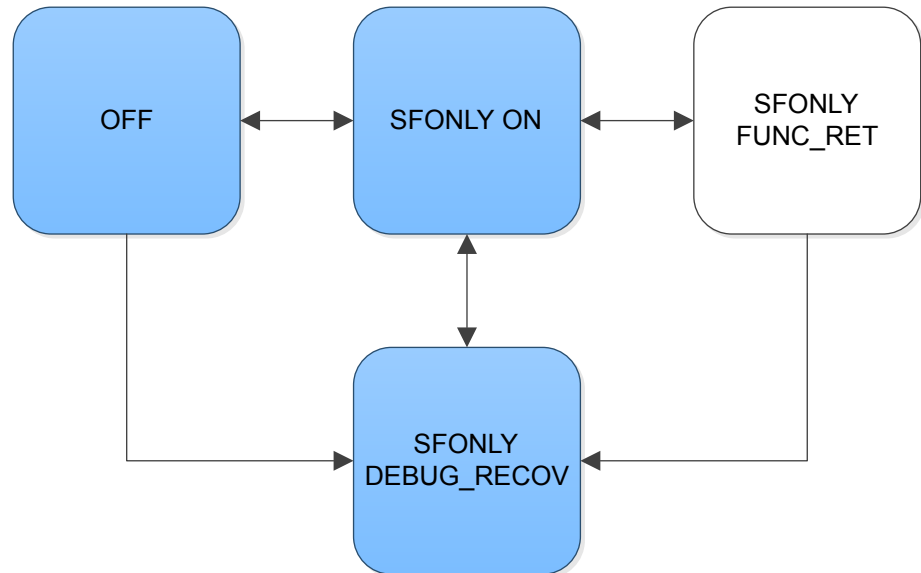 OFF
SFONLY ON
SFONLY
FUNC_RET
SFONLY
DEBUG_RECOV